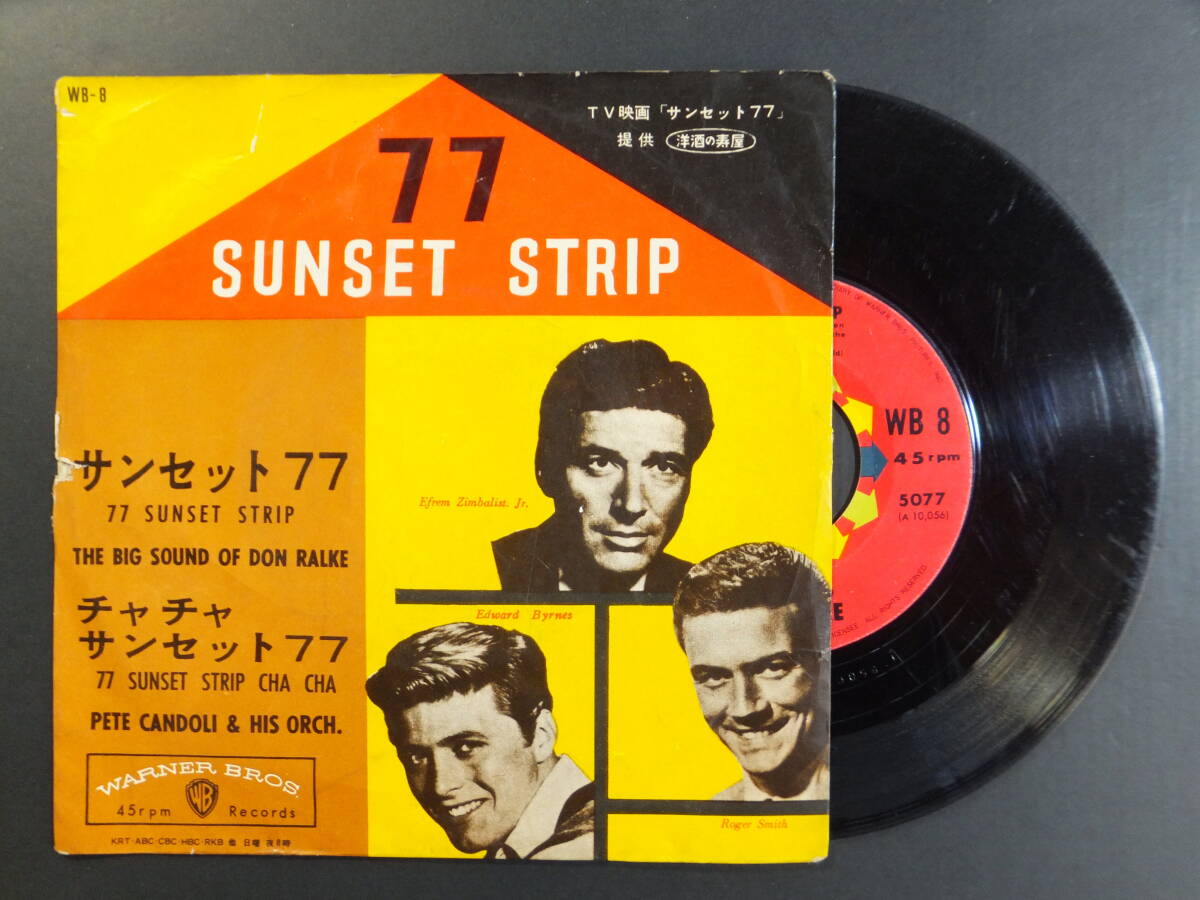 WB-8
TV映画「サンセット77」
提供 洋酒の寿屋
77
SUNSET STRIP
サンセット77
77 SUNSET STRIP
THE BIG SOUND OF DON RALKE
チャチャ
サンセット77
77 SUNSET STRIP CHA CHA
PETE CANDOLI & HIS ORCH.
WARNER BROS.
WB
45rpm Records
KRT·ABC·CBC·HBC·RKB 他 日曜 夜8時
Efrem Zimbalist. Jr.
Edward Byrnes
Roger Smith
WB 8
45rpm
5077
(A 10,056)
ALL RIGHTS RESERVED